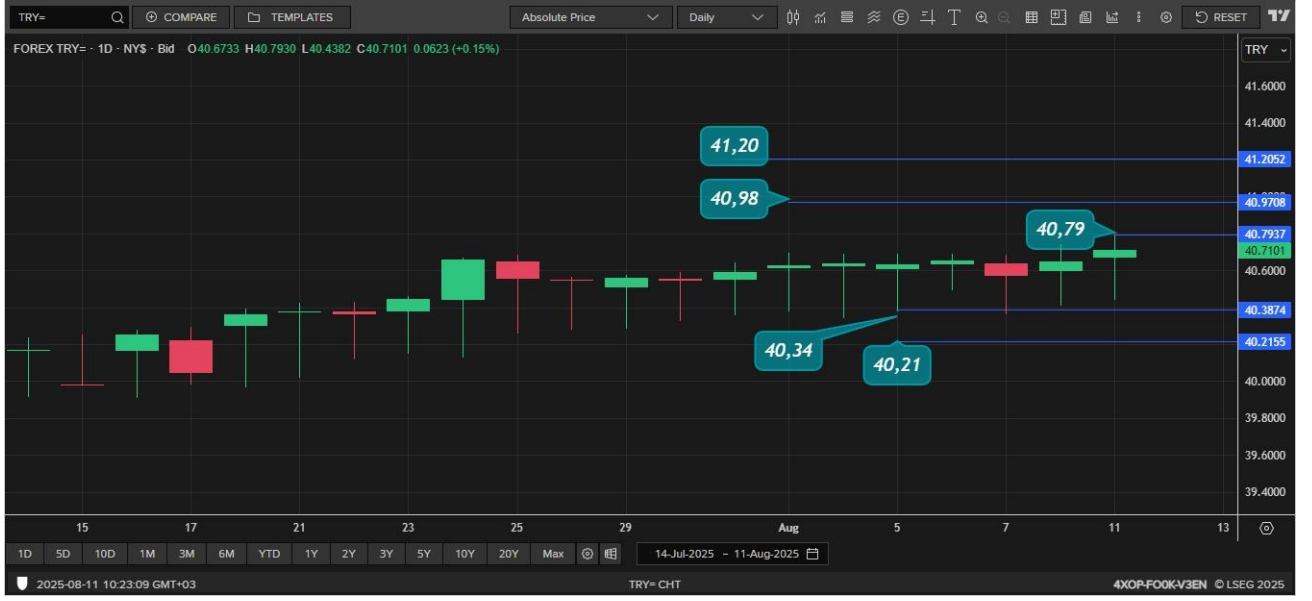 TRY=
COMPARE
TEMPLATES
Absolute Price
Daily
RESET
FOREX TRY= · 1D · NY$ · Bid O40.6733 H40.7930 L40.4382 C40.7101 0.0623 (+0.15%)
TRY
41.6000
41.4000
41,20
41.2052
40,98
40.9708
40,79
40.7937
40.7101
40.6000
40.3874
40,34
40.2155
40,21
40.0000
39.8000
39.6000
39.4000
15 17 21 23 25 29 Aug 5 7 11 13
1D 5D 10D 1M 3M 6M YTD 1Y 2Y 3Y 5Y 10Y 20Y Max 14-Jul-2025 - 11-Aug-2025
2025-08-11 10:23:09 GMT+03 TRY= CHT 4XOP-FO0K-V3EN © LSEG 2025